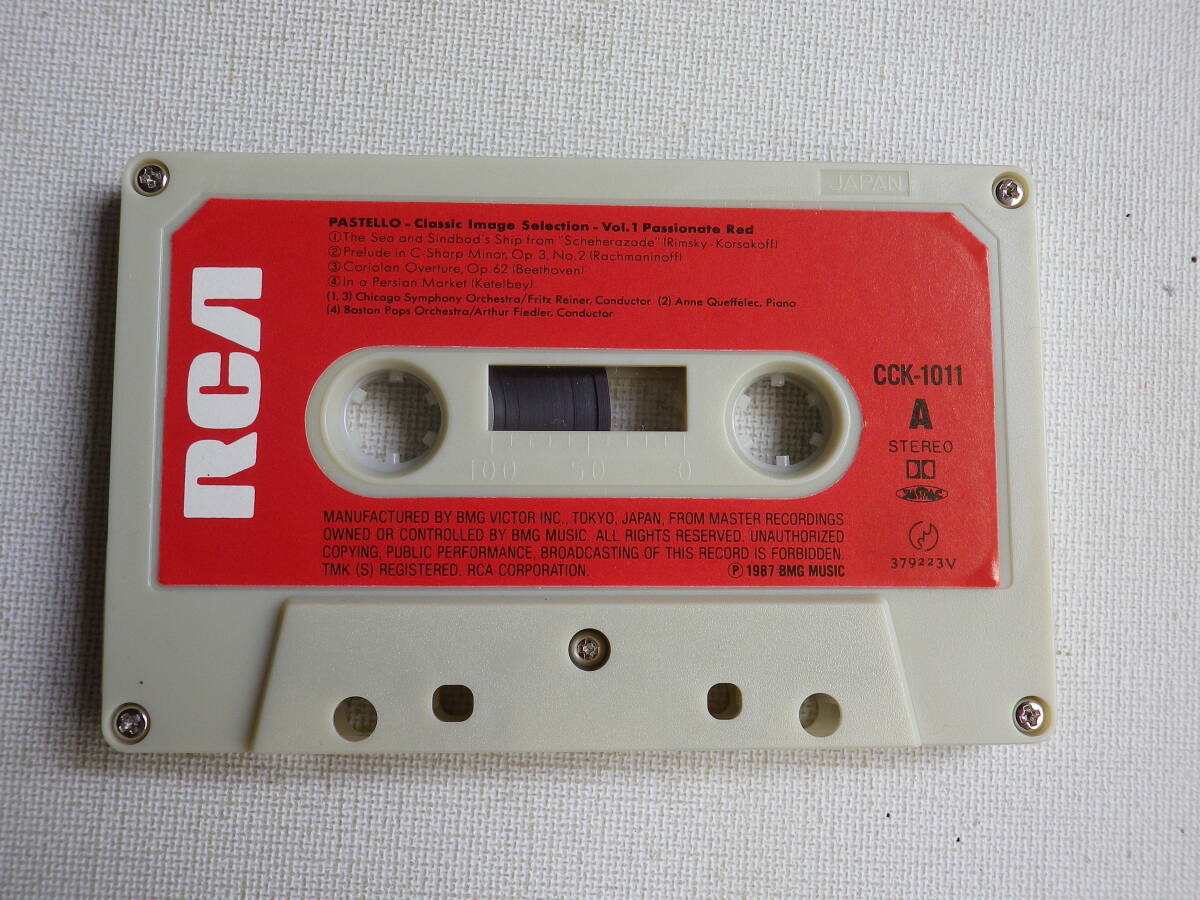 JAPAN
RCA
PASTELLO - Classic Image Selection - Vol.1 Passionate Red
①The Sea and Sindbad's Ship from "Scheherazade" (Rimsky-Korsakoff)
②Prelude in C-Sharp Minor, Op.3, No.2 (Rachmaninoff)
③Coriolan Overture, Op.62 (Beethoven)
④In a Persian Market (Ketelbey)
(1, 3) Chicago Symphony Orchestra/Fritz Reiner, Conductor (2) Anne Queffélec, Piano
(4) Boston Pops Orchestra/Arthur Fiedler, Conductor
CCK-1011
A
STEREO
JASRAC
100 50 0
MANUFACTURED BY BMG VICTOR INC., TOKYO, JAPAN, FROM MASTER RECORDINGS
OWNED OR CONTROLLED BY BMG MUSIC. ALL RIGHTS RESERVED. UNAUTHORIZED
COPYING, PUBLIC PERFORMANCE, BROADCASTING OF THIS RECORD IS FORBIDDEN.
TMK (S) REGISTERED. RCA CORPORATION. Ⓟ 1987 BMG MUSIC
379223V